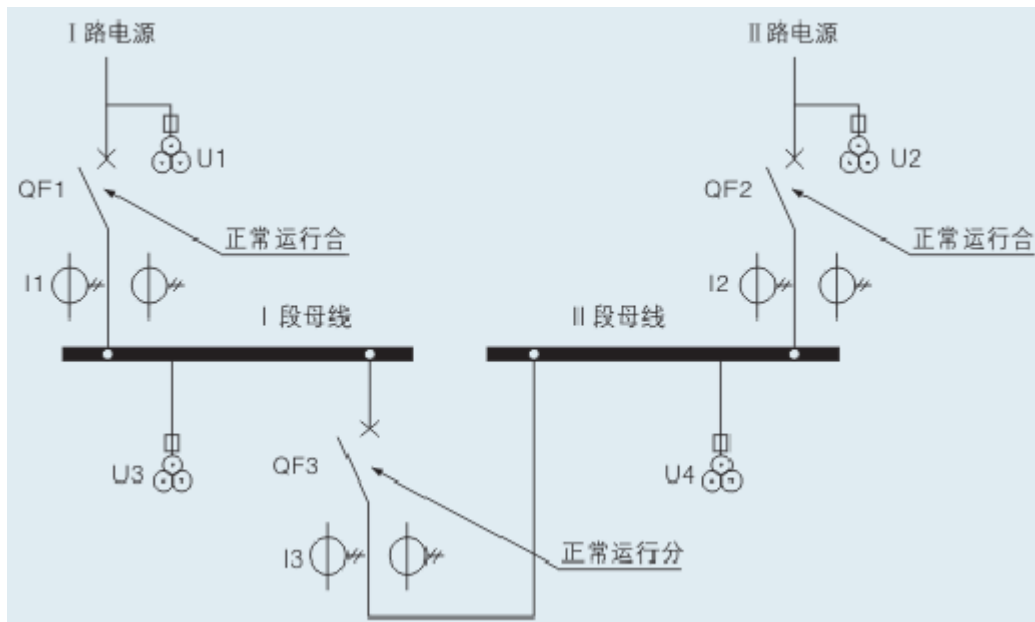 Ⅰ路电源
Ⅱ路电源
U1
U2
QF1
QF2
正常运行合
正常运行合
I1
I2
Ⅰ段母线
Ⅱ段母线
U3
QF3
U4
I3
正常运行分